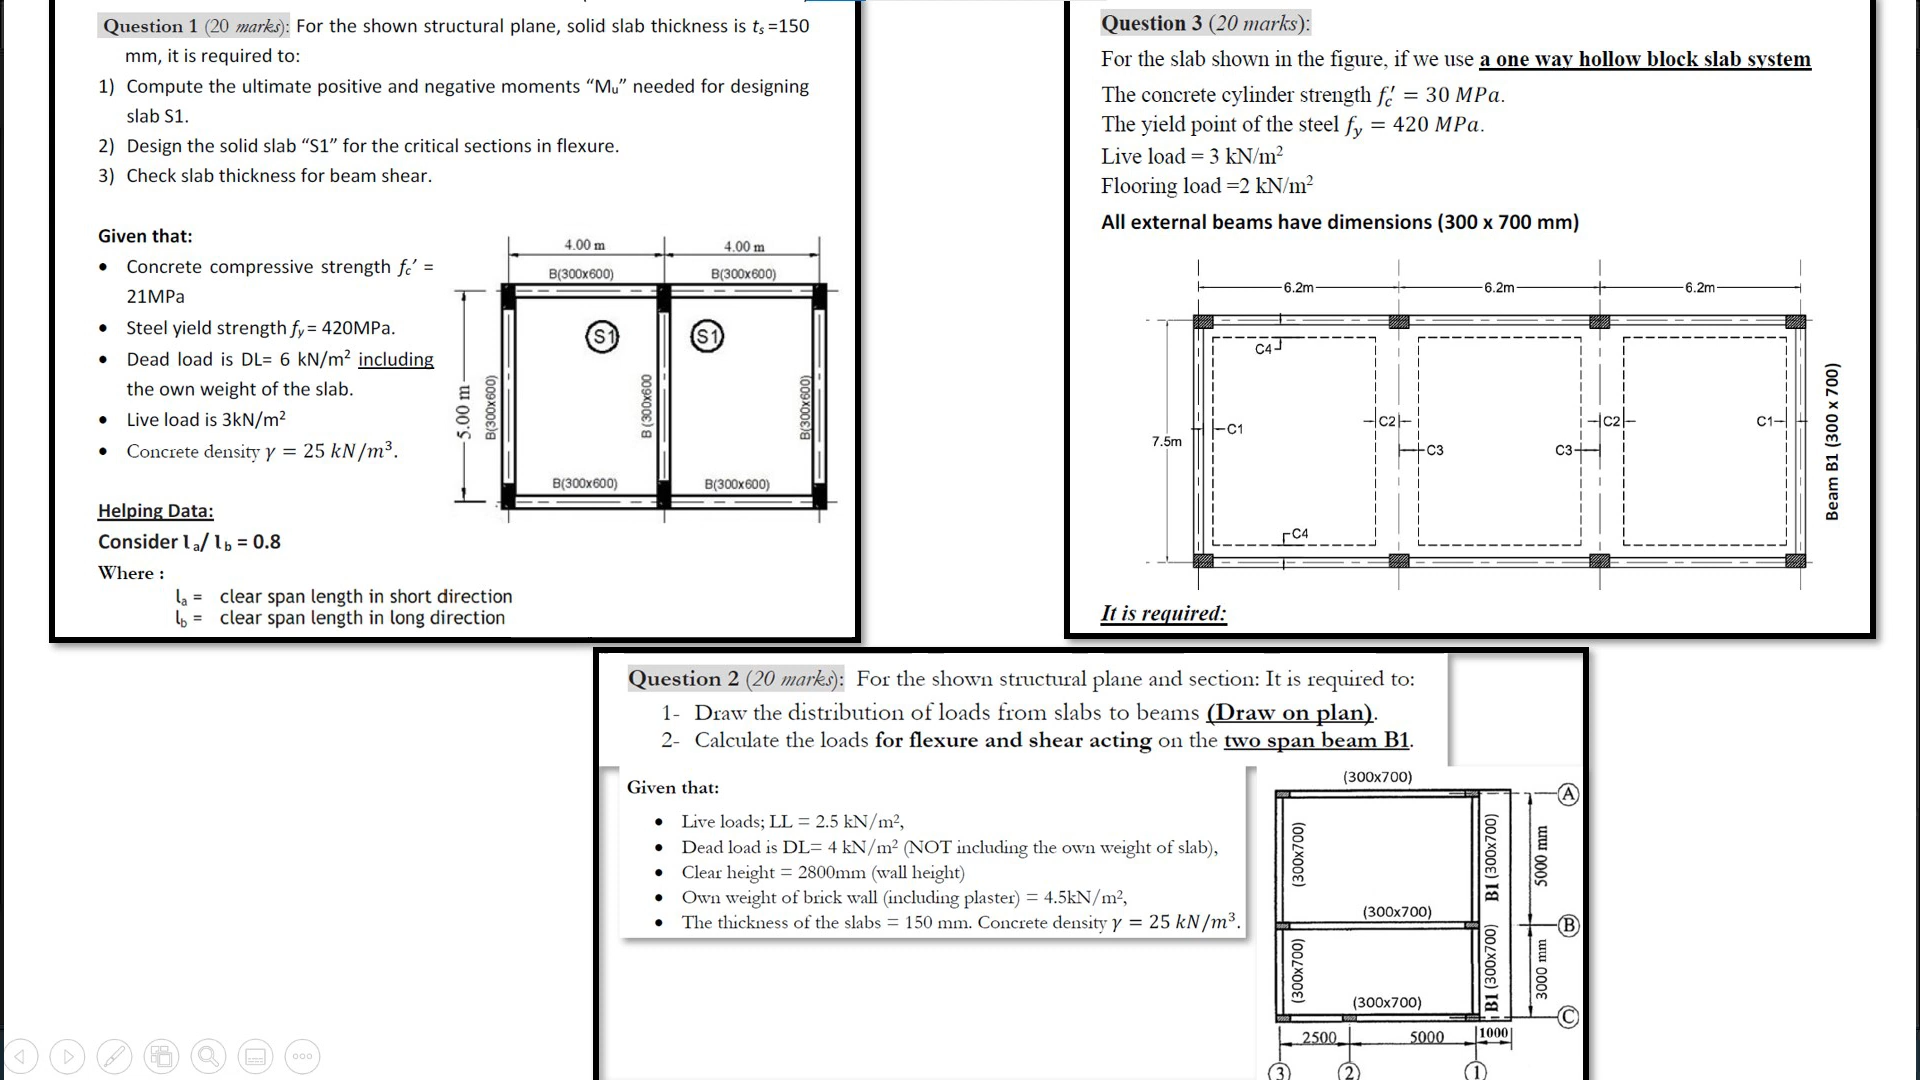 Question 1 (20 marks): For the shown structural plane, solid slab thickness is ts =150
mm, it is required to:
1) Compute the ultimate positive and negative moments “Mu” needed for designing
slab S1.
2) Design the solid slab “S1” for the critical sections in flexure.
3) Check slab thickness for beam shear.
Given that:
• Concrete compressive strength fc′ =
21MPa
• Steel yield strength fy = 420MPa.
• Dead load is DL= 6 kN/m² including
the own weight of the slab.
• Live load is 3kN/m²
• Concrete density γ = 25 kN/m³.
Helping Data:
Consider la/ lb = 0.8
Where :
la = clear span length in short direction
lb = clear span length in long direction
4.00 m
4.00 m
B(300x600)
B(300x600)
S1
S1
5.00 m
B(300x600)
B (300x600
B(300x600)
B(300x600)
B(300x600)
Question 3 (20 marks):
For the slab shown in the figure, if we use a one way hollow block slab system
The concrete cylinder strength fc′ = 30 MPa.
The yield point of the steel fy = 420 MPa.
Live load = 3 kN/m²
Flooring load =2 kN/m²
All external beams have dimensions (300 x 700 mm)
6.2m
6.2m
6.2m
C4
7.5m
C1
C2
C3
C2
C3
C1
C4
Beam B1 (300 x 700)
It is required:
Question 2 (20 marks): For the shown structural plane and section: It is required to:
1- Draw the distribution of loads from slabs to beams (Draw on plan).
2- Calculate the loads for flexure and shear acting on the two span beam B1.
Given that:
• Live loads; LL = 2.5 kN/m²,
• Dead load is DL= 4 kN/m² (NOT including the own weight of slab),
• Clear height = 2800mm (wall height)
• Own weight of brick wall (including plaster) = 4.5kN/m²,
• The thickness of the slabs = 150 mm. Concrete density γ = 25 kN/m³.
(300x700)
A
(300x700)
B1 (300x700)
5000 mm
(300x700)
B
(300x700)
B1 (300x700)
3000 mm
(300x700)
C
2500
5000
1000
3
2
1